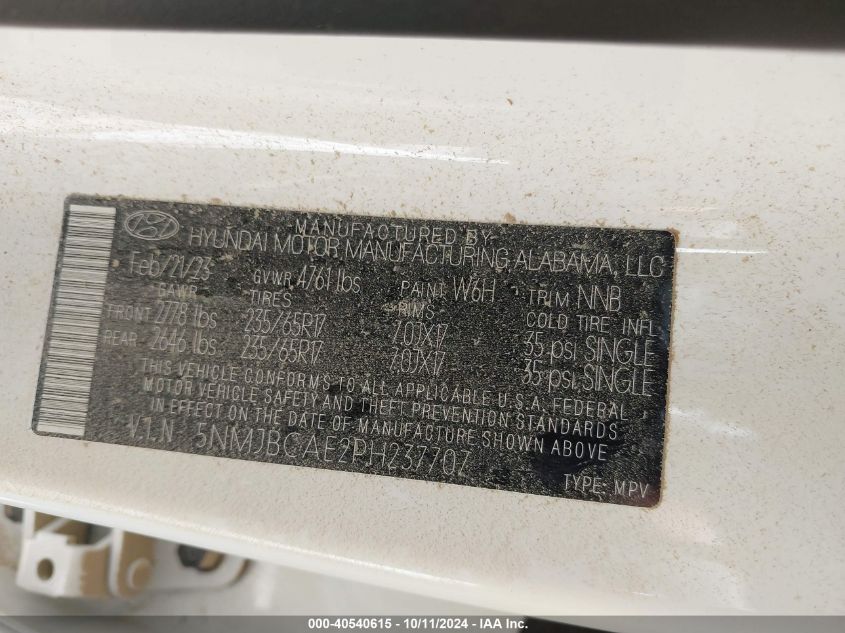 MANUFACTURED BY
HYUNDAI MOTOR MANUFACTURING ALABAMA, LLC
Feb/21/23 GVWR 4761 lbs PAINT W6H TRIM NNB
GAWR TIRES RIMS COLD TIRE INFL
FRONT 2778 lbs 235/65R17 7.0JX17 35 psi, SINGLE
REAR 2646 lbs 235/65R17 7.0JX17 35 psi, SINGLE
THIS VEHICLE CONFORMS TO ALL APPLICABLE U.S.A. FEDERAL
MOTOR VEHICLE SAFETY AND THEFT PREVENTION STANDARDS
IN EFFECT ON THE DATE OF MANUFACTURE SHOWN ABOVE
V.I.N 5NMJBCAE2PH237707
TYPE: MPV
000-40540615 - 10/11/2024 - IAA Inc.